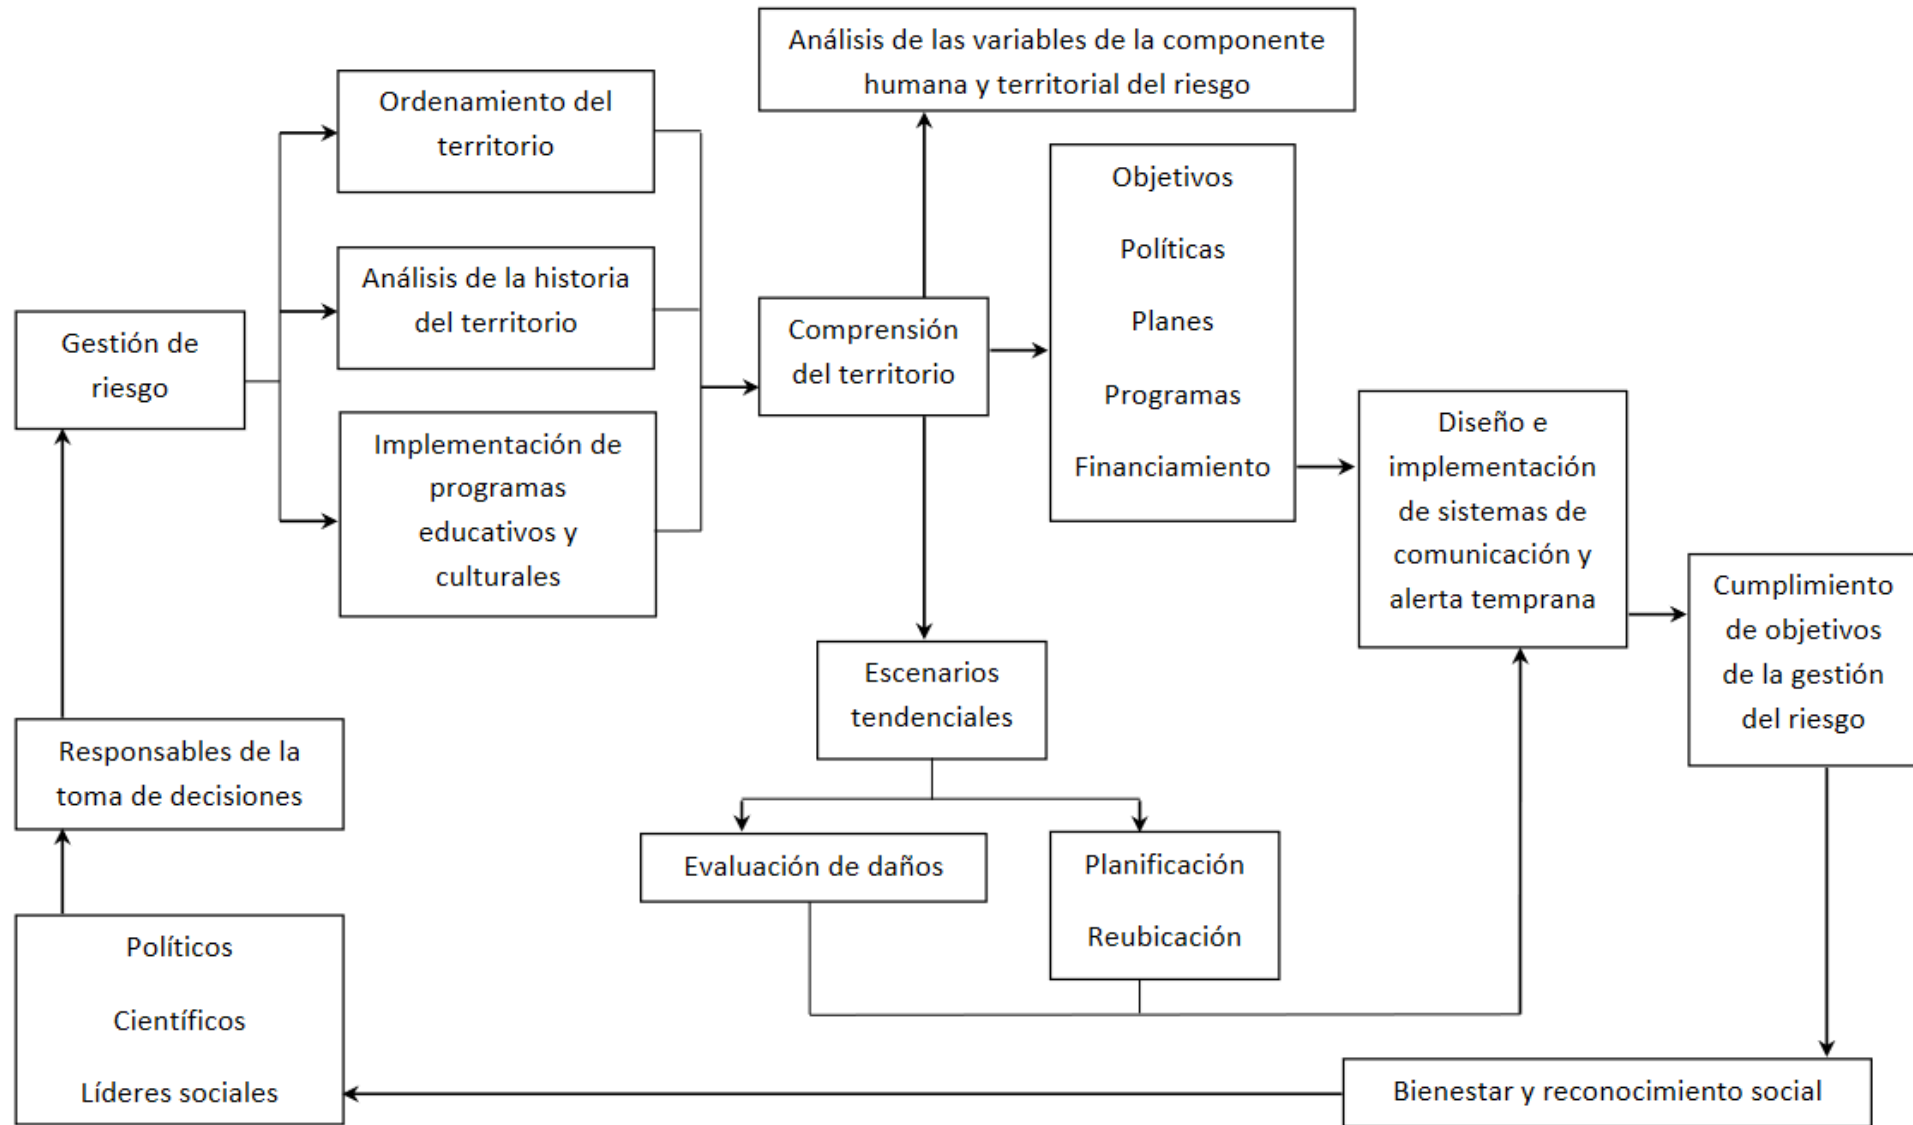 Análisis de las variables de la componente
humana y territorial del riesgo
Ordenamiento del
territorio
Objetivos
Políticas
Planes
Programas
Financiamiento
Análisis de la historia
del territorio
Gestión de
riesgo
Comprensión
del territorio
Implementación de
programas
educativos y
culturales
Diseño e
implementación
de sistemas de
comunicación y
alerta temprana
Cumplimiento
de objetivos
de la gestión
del riesgo
Escenarios
tendenciales
Responsables de la
toma de decisiones
Evaluación de daños
Planificación
Reubicación
Políticos
Científicos
Líderes sociales
Bienestar y reconocimiento social